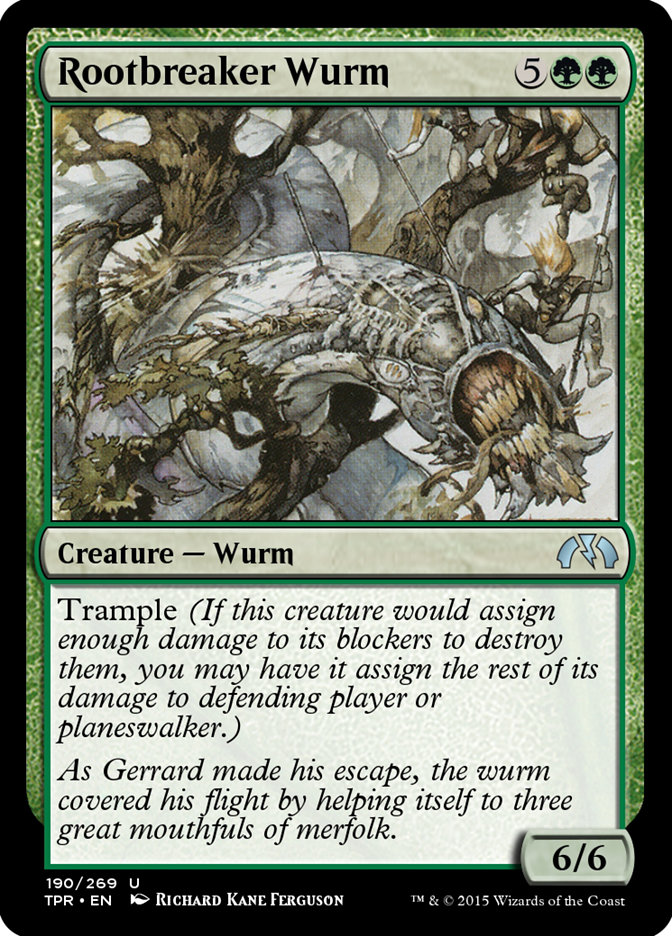 Rootbreaker Wurm 5
Creature — Wurm
Trample (If this creature would assign
enough damage to its blockers to destroy
them, you may have it assign the rest of its
damage to defending player or
planeswalker.)
As Gerrard made his escape, the wurm
covered his flight by helping itself to three
great mouthfuls of merfolk.
6/6
190/269 U
TPR • EN Richard Kane Ferguson ™ & © 2015 Wizards of the Coast